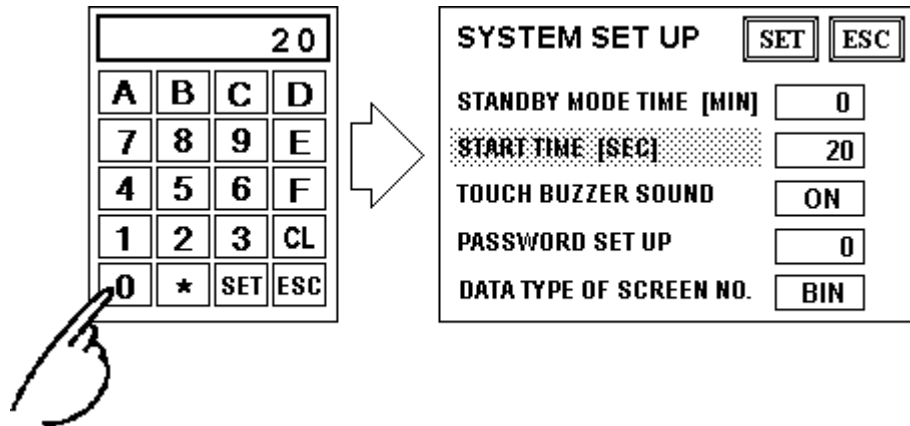 20
A B C D
7 8 9 E
4 5 6 F
1 2 3 CL
0 * SET ESC
SYSTEM SET UP SET ESC
STANDBY MODE TIME [MIN] 0
START TIME [SEC] 20
TOUCH BUZZER SOUND ON
PASSWORD SET UP 0
DATA TYPE OF SCREEN NO. BIN